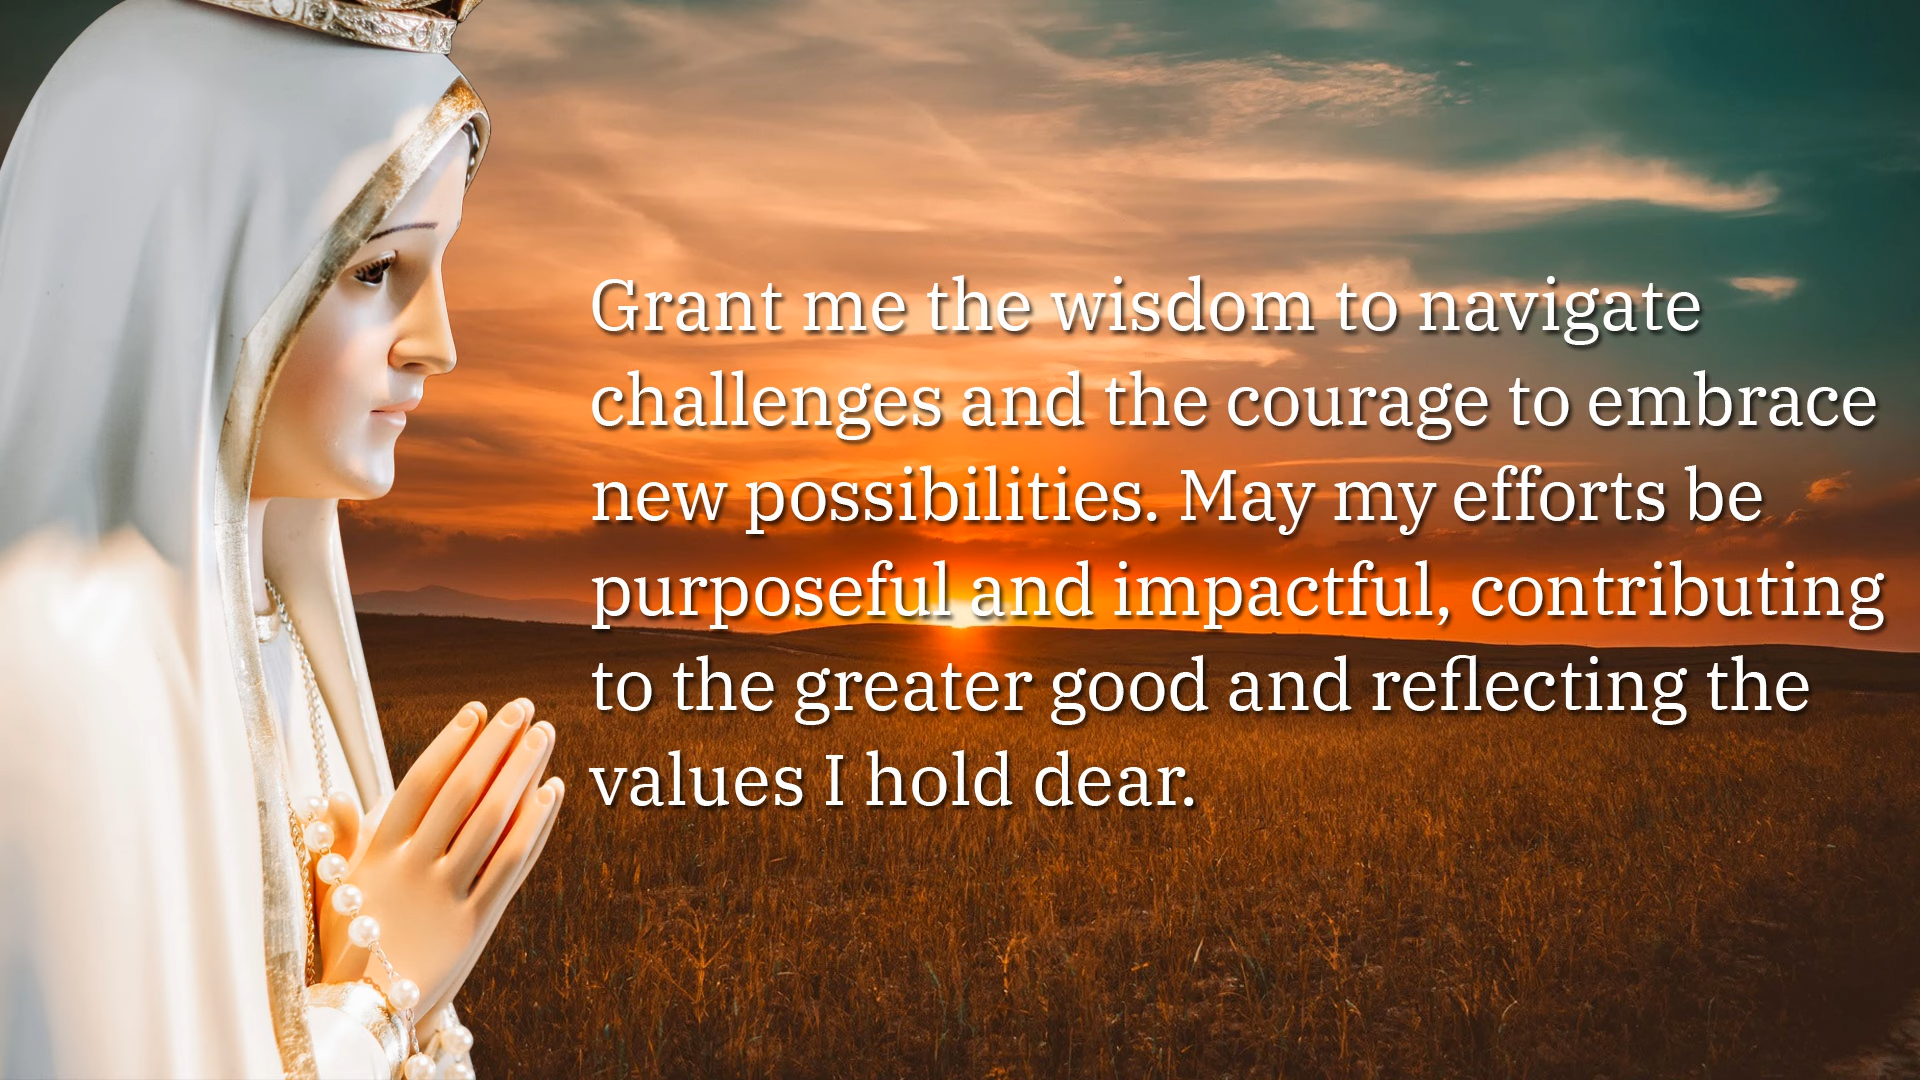 Grant me the wisdom to navigate
challenges and the courage to embrace
new possibilities. May my efforts be
purposeful and impactful, contributing
to the greater good and reflecting the
values I hold dear.